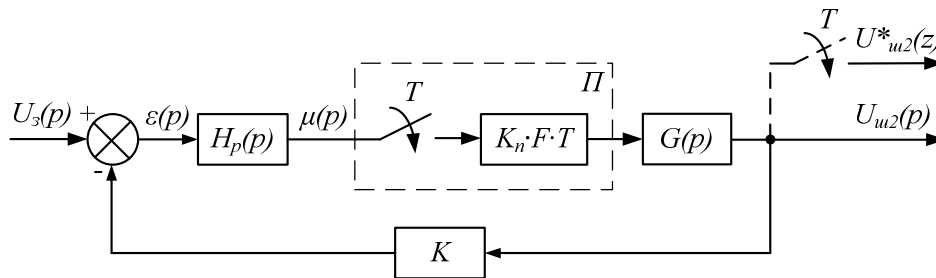 T
U*ш2(z)
П
Uз(p)
+
ε(p)
Hp(p)
μ(p)
T
Kп·F·T
G(p)
Uш2(p)
-
K